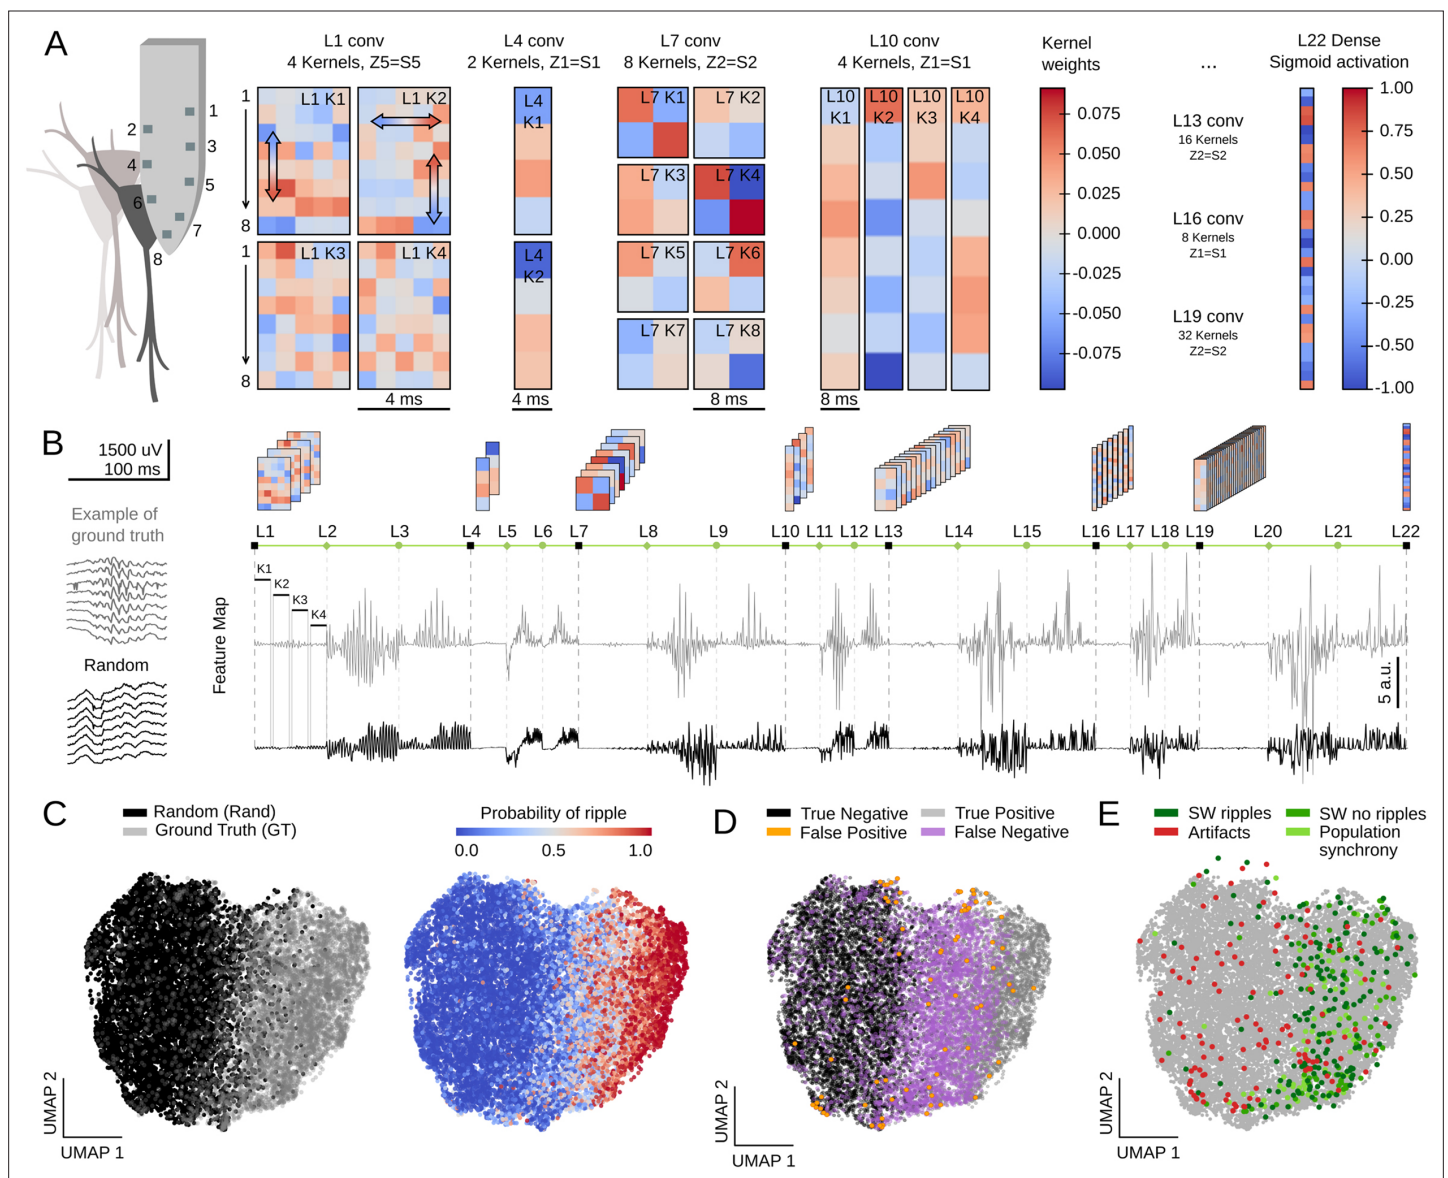 A
1
2
3
4
5
6
7
8
L1 conv
4 Kernels, Z5=S5
L4 conv
2 Kernels, Z1=S1
L7 conv
8 Kernels, Z2=S2
L10 conv
4 Kernels, Z1=S1
Kernel
weights
...
L22 Dense
Sigmoid activation
1
8
L1 K1
L1 K2
1
8
L1 K3
L1 K4
4 ms
L4
K1
L4
K2
4 ms
L7 K1
L7 K2
L7 K3
L7 K4
L7 K5
L7 K6
L7 K7
L7 K8
8 ms
L10
K1
L10
K2
L10
K3
L10
K4
8 ms
0.075
0.050
0.025
0.000
-0.025
-0.050
-0.075
L13 conv
16 Kernels
Z2=S2
L16 conv
8 Kernels
Z1=S1
L19 conv
32 Kernels
Z2=S2
1.00
0.75
0.50
0.25
0.00
-0.25
-0.50
-0.75
-1.00
B
1500 uV
100 ms
Example of
ground truth
Random
Feature Map
L1 L2 L3 L4 L5 L6 L7 L8 L9 L10 L11 L12 L13 L14 L15 L16 L17 L18 L19 L20 L21 L22
K1
K2
K3
K4
5 a.u.
C
Random (Rand)
Ground Truth (GT)
Probability of ripple
0.0 0.5 1.0
UMAP 2
UMAP 1
D
True Negative
True Positive
False Positive
False Negative
UMAP 2
UMAP 1
E
SW ripples
SW no ripples
Artifacts
Population
synchrony
UMAP 2
UMAP 1